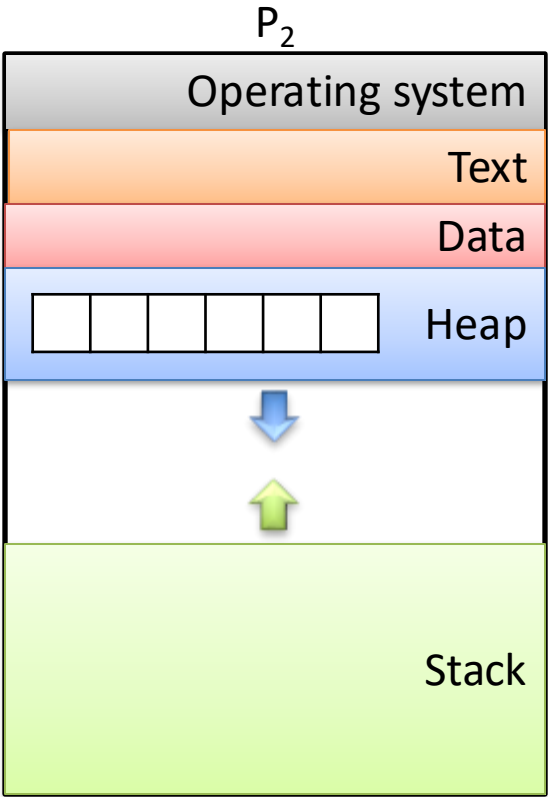 P₂
Operating system
Text
Data
Heap
Stack